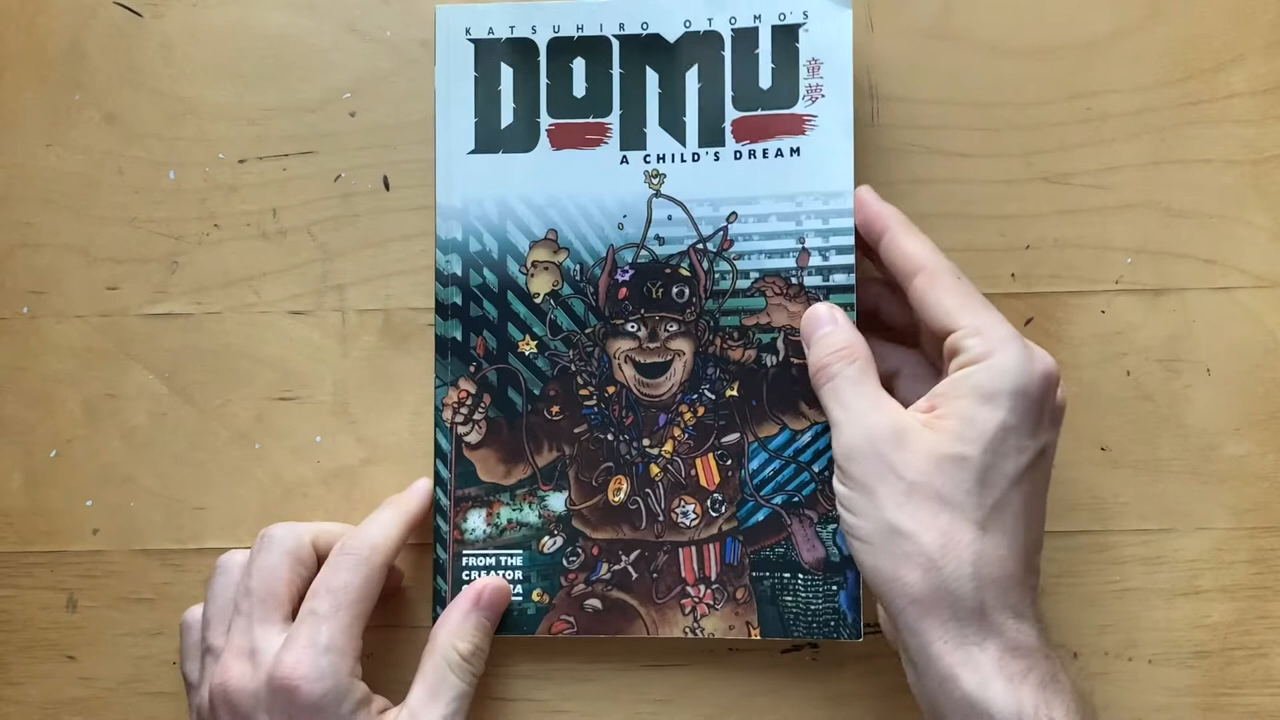 KATSUHIRO OTOMO'S
DOMU
童夢
A CHILD'S DREAM
FROM THE
CREATOR